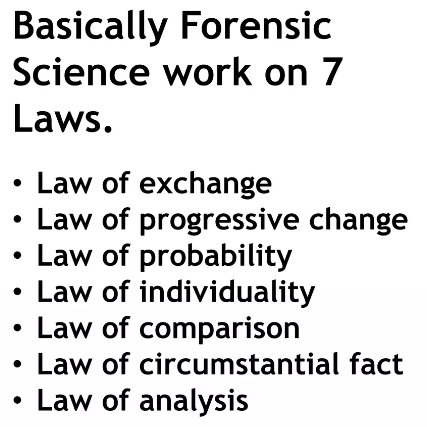 Basically Forensic
Science work on 7
Laws.
• Law of exchange
• Law of progressive change
• Law of probability
• Law of individuality
• Law of comparison
• Law of circumstantial fact
• Law of analysis